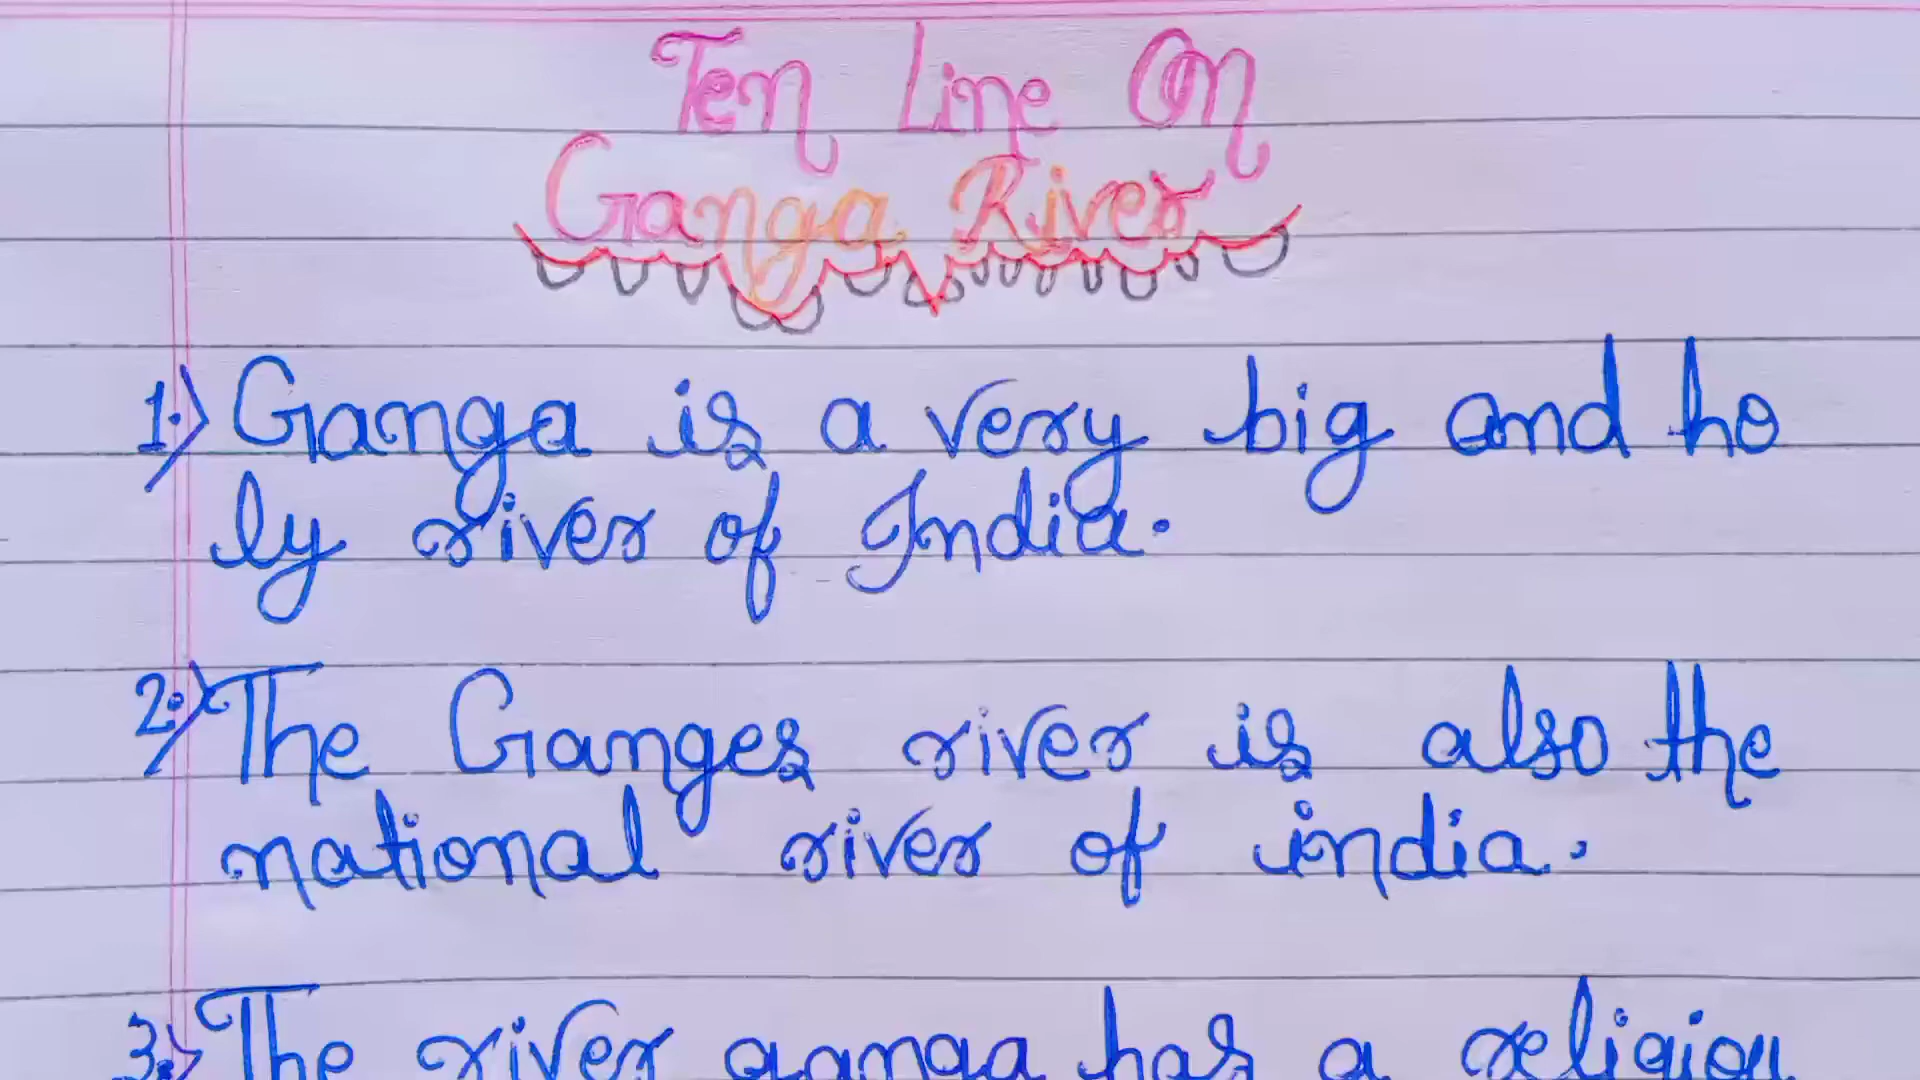 Ten Line On
Ganga River
1.) Ganga is a very big and ho
ly river of India.
2.) The Ganges river is also the
national river of india.
3.) The river ganga has a religiou